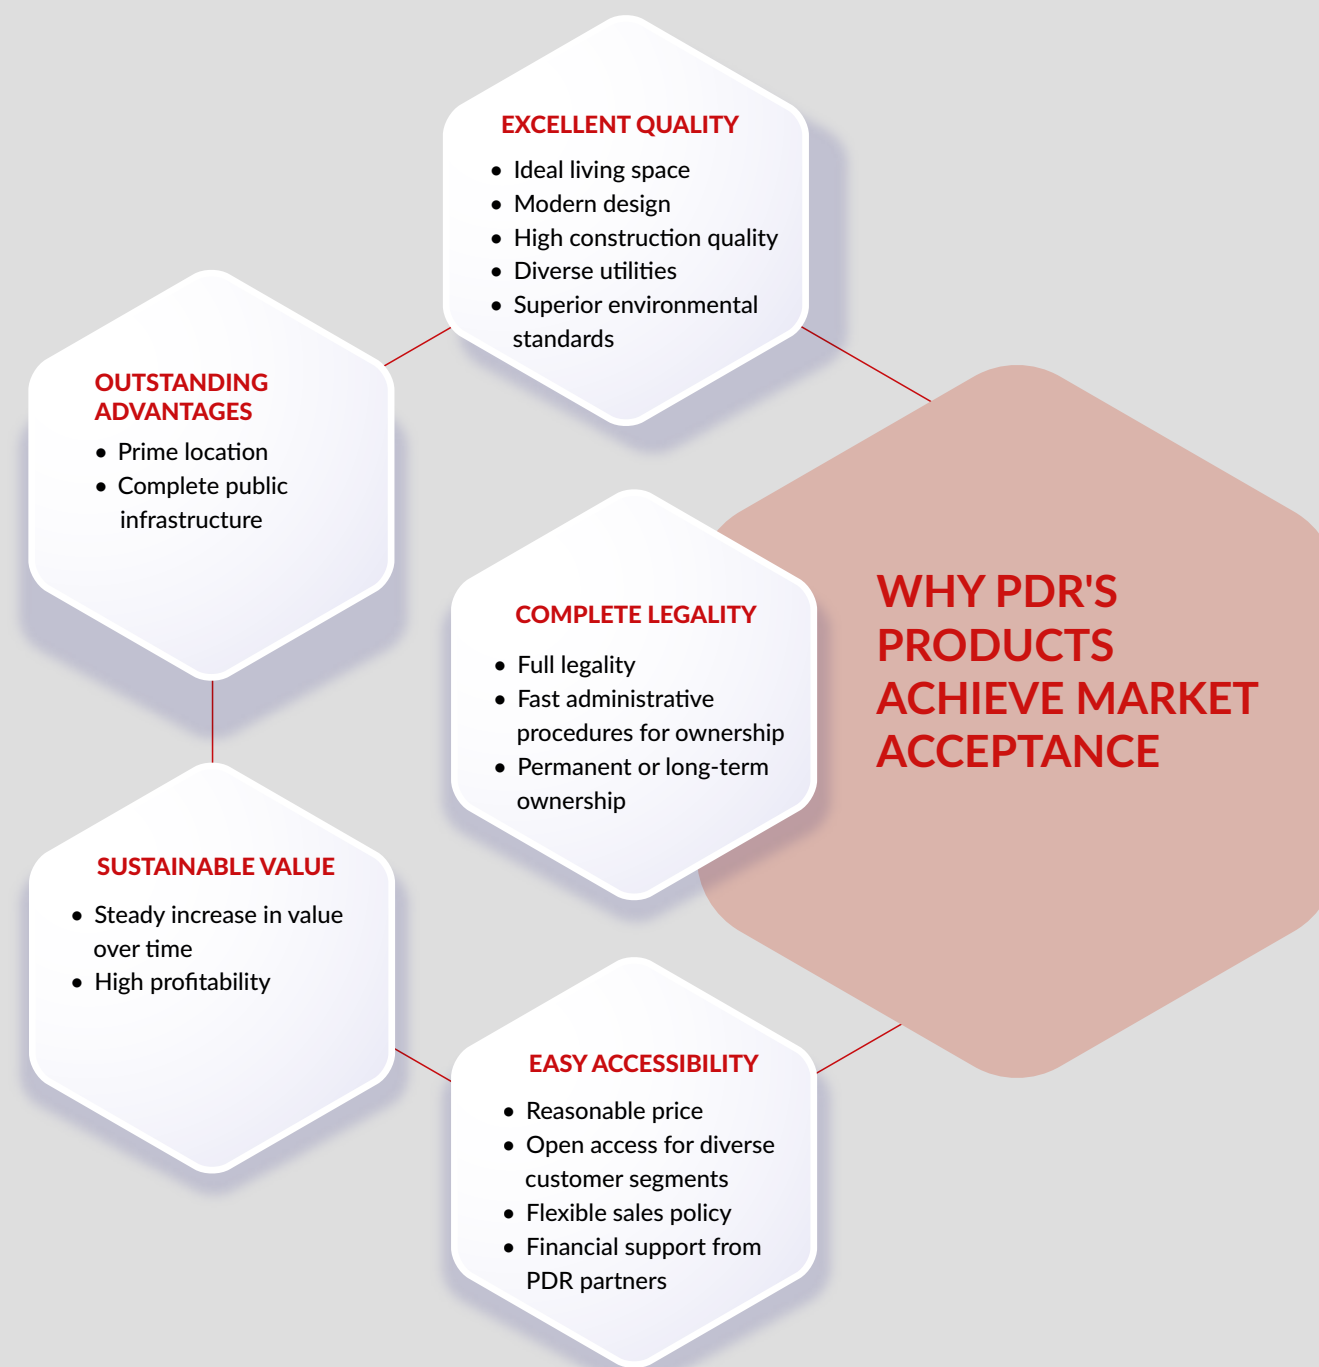 EXCELLENT QUALITY
• Ideal living space
• Modern design
• High construction quality
• Diverse utilities
• Superior environmental
standards
OUTSTANDING
ADVANTAGES
• Prime location
• Complete public
infrastructure
COMPLETE LEGALITY
• Full legality
• Fast administrative
procedures for ownership
• Permanent or long-term
ownership
WHY PDR'S
PRODUCTS
ACHIEVE MARKET
ACCEPTANCE
SUSTAINABLE VALUE
• Steady increase in value
over time
• High profitability
EASY ACCESSIBILITY
• Reasonable price
• Open access for diverse
customer segments
• Flexible sales policy
• Financial support from
PDR partners